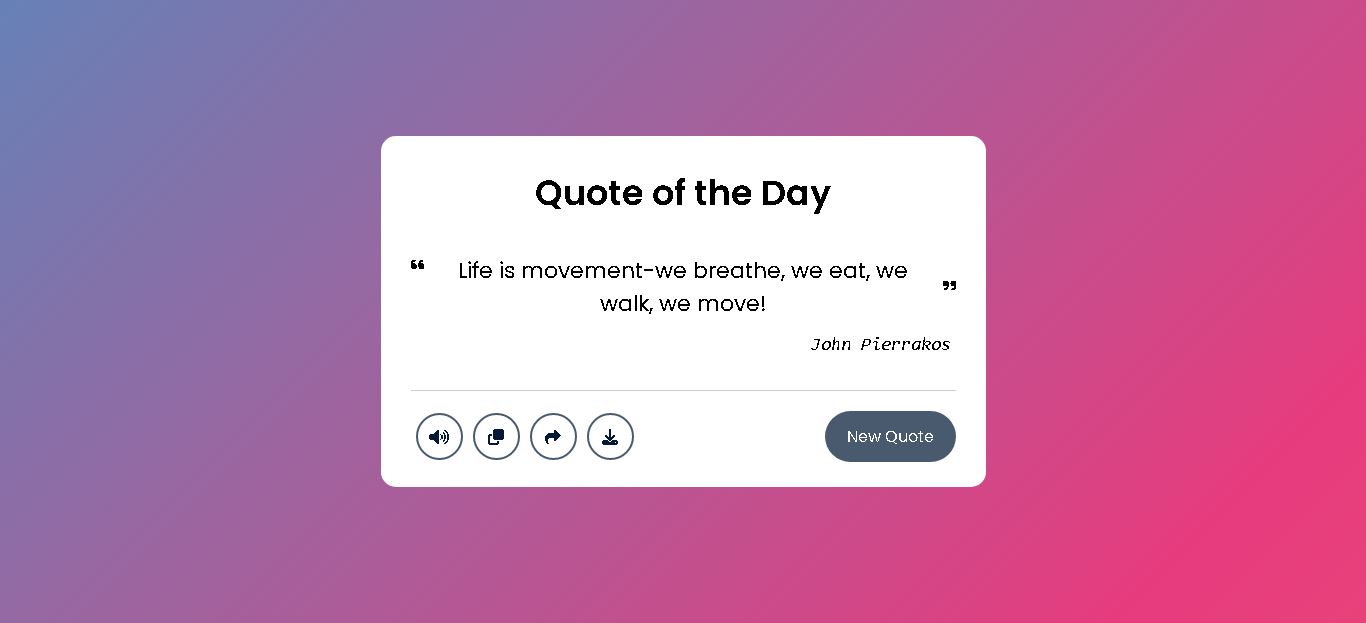 Quote of the Day
“ Life is movement-we breathe, we eat, we
walk, we move! ”
John Pierrakos
New Quote